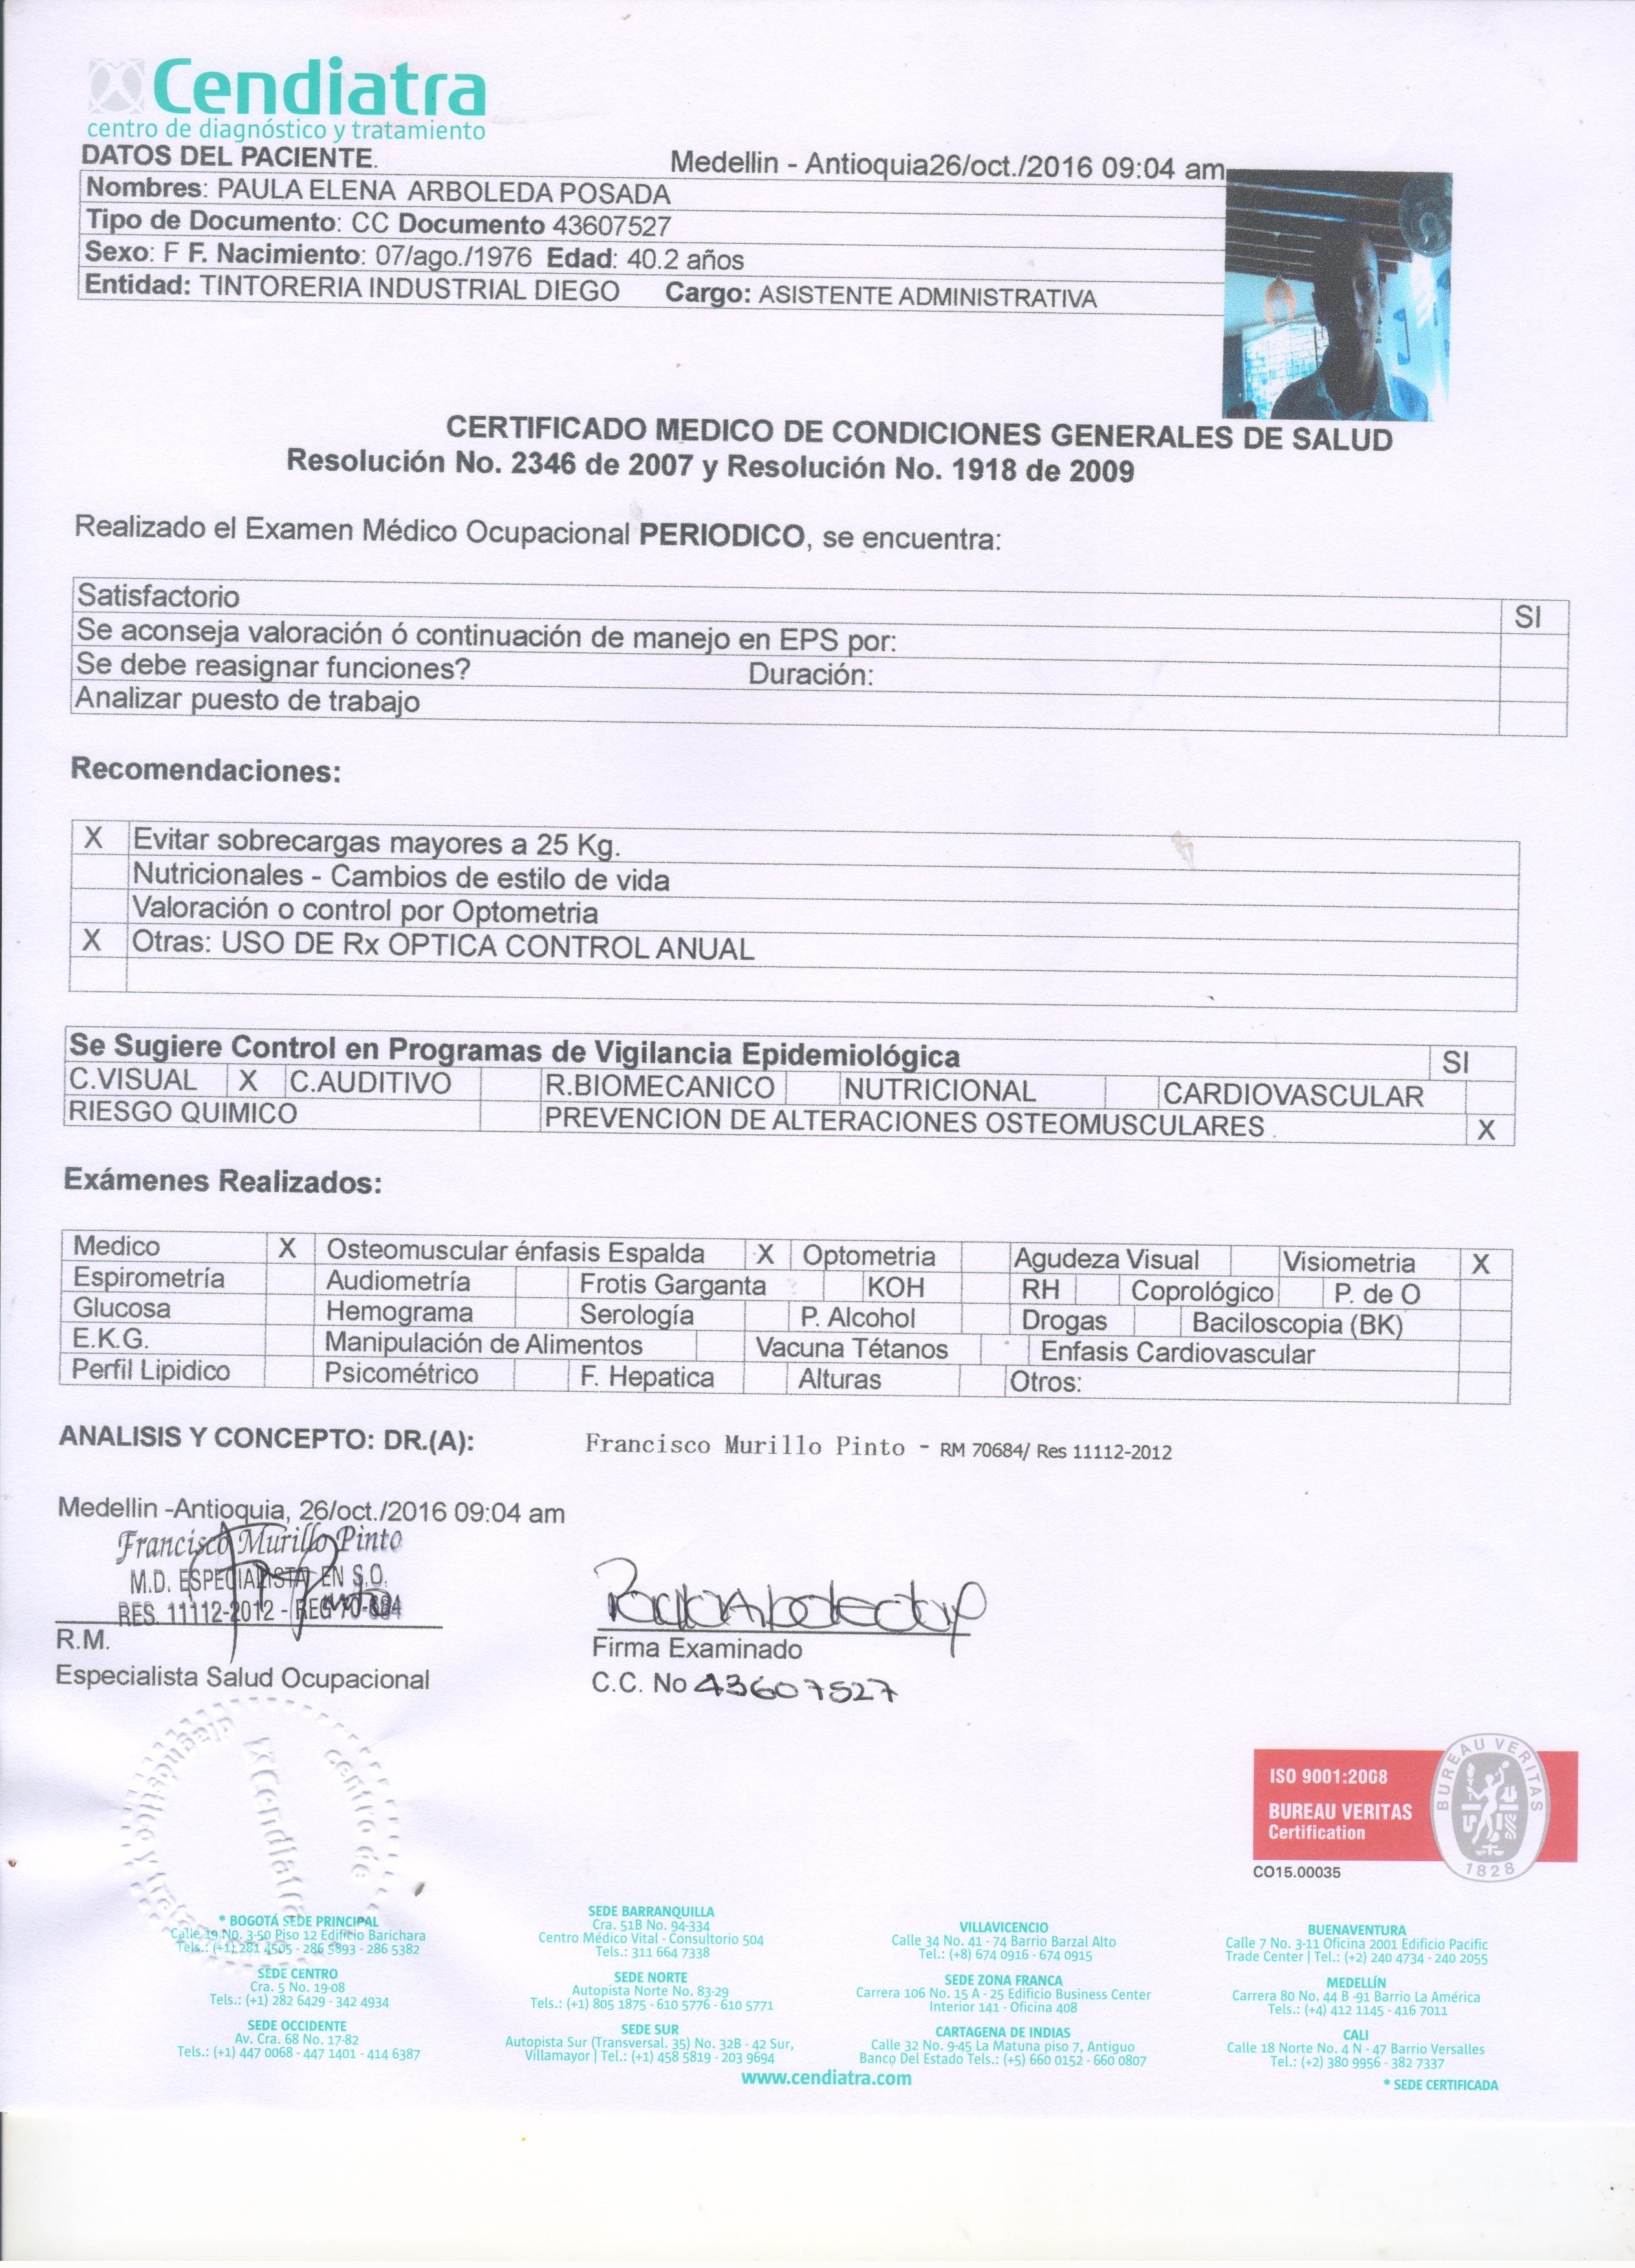 Cendiatra
centro de diagnóstico y tratamiento
DATOS DEL PACIENTE.
Medellin - Antioquia26/oct./2016 09:04 am
Nombres: PAULA ELENA ARBOLEDA POSADA
Tipo de Documento: CC Documento 43607527
Sexo: F F. Nacimiento: 07/ago./1976 Edad: 40.2 años
Entidad: TINTORERIA INDUSTRIAL DIEGO Cargo: ASISTENTE ADMINISTRATIVA
CERTIFICADO MEDICO DE CONDICIONES GENERALES DE SALUD
Resolución No. 2346 de 2007 y Resolución No. 1918 de 2009
Realizado el Examen Médico Ocupacional PERIODICO, se encuentra:
Satisfactorio SI
Se aconseja valoración ó continuación de manejo en EPS por:
Se debe reasignar funciones? Duración:
Analizar puesto de trabajo
Recomendaciones:
X Evitar sobrecargas mayores a 25 Kg.
Nutricionales - Cambios de estilo de vida
Valoración o control por Optometria
X Otras: USO DE Rx OPTICA CONTROL ANUAL
Se Sugiere Control en Programas de Vigilancia Epidemiológica SI
C.VISUAL X C.AUDITIVO R.BIOMECANICO NUTRICIONAL CARDIOVASCULAR
RIESGO QUIMICO PREVENCION DE ALTERACIONES OSTEOMUSCULARES X
Exámenes Realizados:
Medico X Osteomuscular énfasis Espalda X Optometria Agudeza Visual Visiometria X
Espirometría Audiometría Frotis Garganta KOH RH Coprológico P. de O
Glucosa Hemograma Serología P. Alcohol Drogas Baciloscopia (BK)
E.K.G. Manipulación de Alimentos Vacuna Tétanos Enfasis Cardiovascular
Perfil Lipidico Psicométrico F. Hepatica Alturas Otros:
ANALISIS Y CONCEPTO: DR.(A): Francisco Murillo Pinto - RM 70684/ Res 11112-2012
Medellin -Antioquia, 26/oct./2016 09:04 am
Francisco Murillo Pinto
M.D. ESPECIALISTA EN S.O.
RES. 11112-2012 - REG 70-684
R.M.
Especialista Salud Ocupacional
Paula Arboleda P
Firma Examinado
C.C. No 43607527
centro de
Cendiatra
diagnóstico
y trata
ISO 9001:2008
BUREAU VERITAS
Certification
BUREAU VERITAS
1828
CO15.00035
* BOGOTÁ SEDE PRINCIPAL
Calle 19 No. 3-50 Piso 12 Edificio Barichara
Tels.: (+1) 281 4505 - 286 5893 - 286 5382
SEDE CENTRO
Cra. 5 No. 19-08
Tels.: (+1) 282 6429 - 342 4934
SEDE OCCIDENTE
Av. Cra. 68 No. 17-82
Tels.: (+1) 447 0068 - 447 1401 - 414 6387
SEDE BARRANQUILLA
Cra. 51B No. 94-334
Centro Médico Vital - Consultorio 504
Tels.: 311 664 7338
SEDE NORTE
Autopista Norte No. 83-29
Tels.: (+1) 805 1875 - 610 5776 - 610 5771
SEDE SUR
Autopista Sur (Transversal. 35) No. 32B - 42 Sur,
Villamayor | Tel.: (+1) 458 5819 - 203 9694
VILLAVICENCIO
Calle 34 No. 41 - 74 Barrio Barzal Alto
Tel.: (+8) 674 0916 - 674 0915
SEDE ZONA FRANCA
Carrera 106 No. 15 A - 25 Edificio Business Center
Interior 141 - Oficina 408
CARTAGENA DE INDIAS
Calle 32 No. 9-45 La Matuna piso 7, Antiguo
Banco Del Estado Tels.: (+5) 660 0152 - 660 0807
BUENAVENTURA
Calle 7 No. 3-11 Oficina 2001 Edificio Pacific
Trade Center | Tel.: (+2) 240 4734 - 240 2055
MEDELLÍN
Carrera 80 No. 44 B -91 Barrio La América
Tels.: (+4) 412 1145 - 416 7011
CALI
Calle 18 Norte No. 4 N - 47 Barrio Versalles
Tel.: (+2) 380 9956 - 382 7337
www.cendiatra.com
* SEDE CERTIFICADA